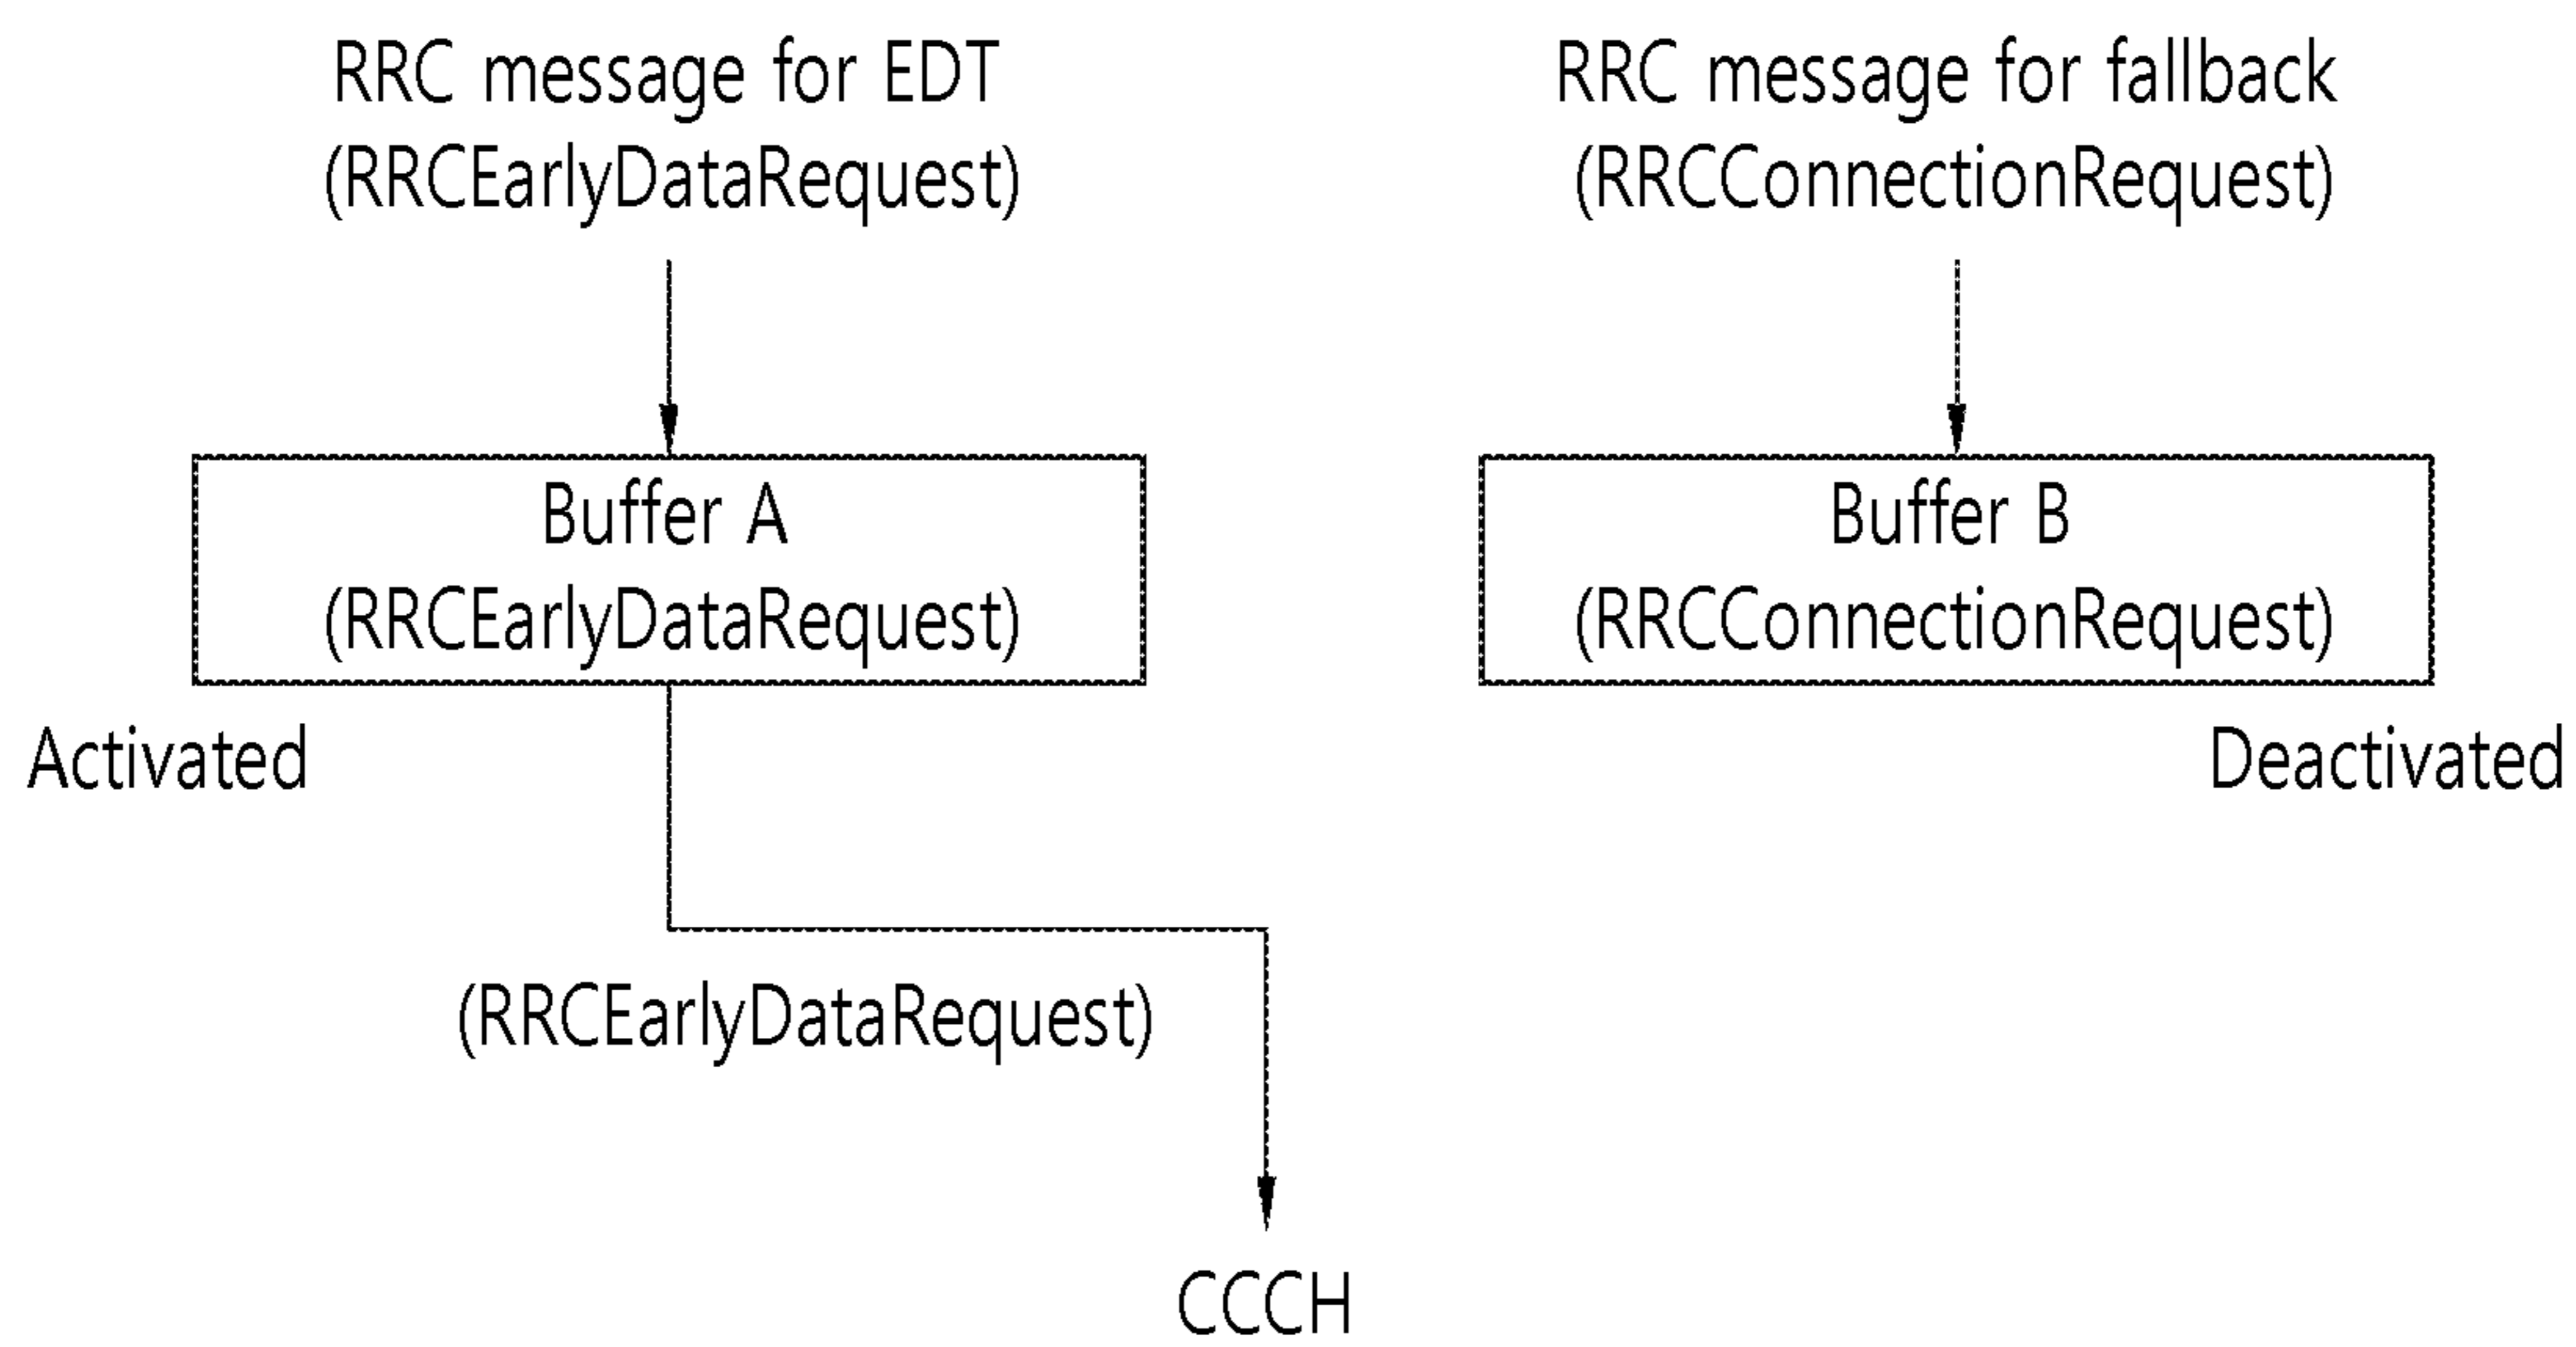 RRC message for EDT
(RRCEarlyDataRequest)
RRC message for fallback
(RRCConnectionRequest)
Buffer A
(RRCEarlyDataRequest)
Buffer B
(RRCConnectionRequest)
Activated
Deactivated
(RRCEarlyDataRequest)
CCCH